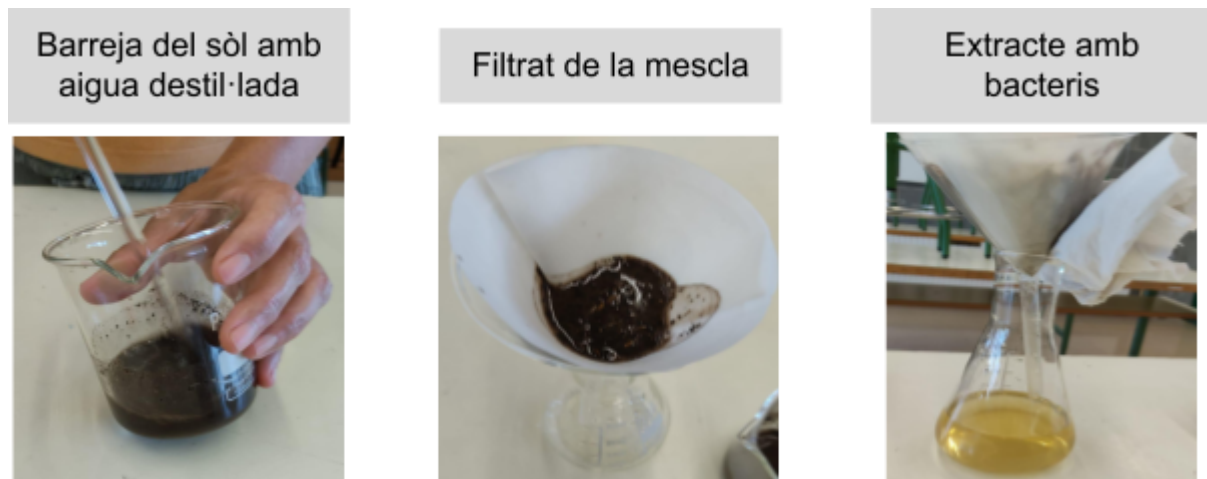 Barreja del sòl amb
aigua destil·lada
Filtrat de la mescla
Extracte amb
bacteris